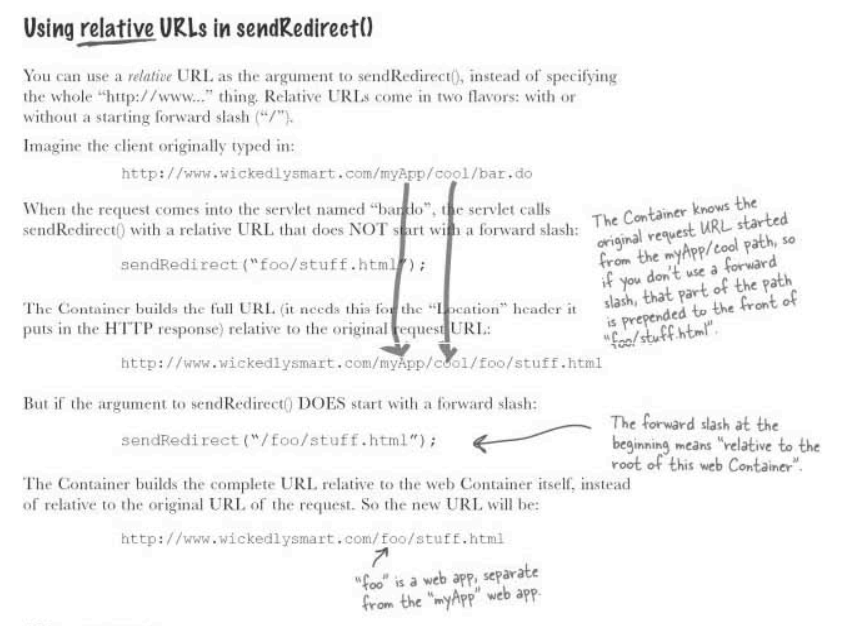 Using relative URLs in sendRedirect()
You can use a relative URL as the argument to sendRedirect(), instead of specifying
the whole “http://www...” thing. Relative URLs come in two flavors: with or
without a starting forward slash (“/”).
Imagine the client originally typed in:
http://www.wickedlysmart.com/myApp/cool/bar.do
When the request comes into the servlet named “bar.do”, the servlet calls
sendRedirect() with a relative URL that does NOT start with a forward slash:
sendRedirect(“foo/stuff.html”);
The Container knows the
original request URL started
from the myApp/cool path, so
if you don't use a forward
slash, that part of the path
is prepended to the front of
"foo/stuff.html".
The Container builds the full URL (it needs this for the “Location” header it
puts in the HTTP response) relative to the original request URL:
http://www.wickedlysmart.com/myApp/cool/foo/stuff.html
But if the argument to sendRedirect() DOES start with a forward slash:
sendRedirect(“/foo/stuff.html”);
The forward slash at the
beginning means "relative to the
root of this web Container".
The Container builds the complete URL relative to the web Container itself, instead
of relative to the original URL of the request. So the new URL will be:
http://www.wickedlysmart.com/foo/stuff.html
"foo" is a web app, separate
from the "myApp" web app.